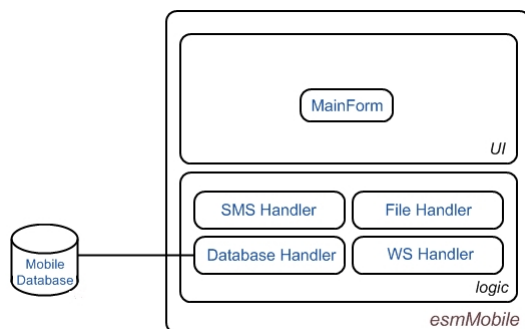 MainForm
UI
SMS Handler
File Handler
Database Handler
WS Handler
logic
Mobile
Database
esmMobile